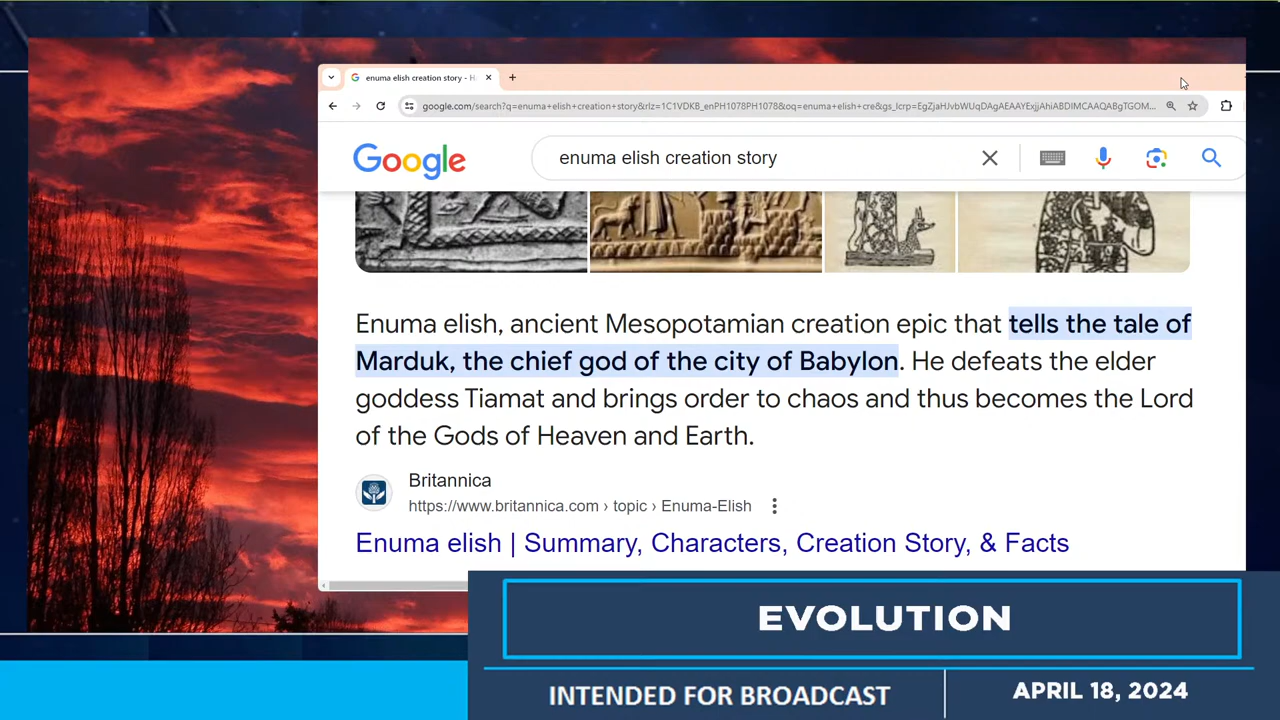 enuma elish creation story - H
google.com/search?q=enuma+elish+creation+story&rlz=1C1VDKB_enPH1078PH1078&oq=enuma+elish+cre&gs_lcrp=EgZjaHJvbWUqDAgAEAAYExjjAhiABDIMCAAQABgTGOM...
Google
enuma elish creation story
Enuma elish, ancient Mesopotamian creation epic that tells the tale of
Marduk, the chief god of the city of Babylon. He defeats the elder
goddess Tiamat and brings order to chaos and thus becomes the Lord
of the Gods of Heaven and Earth.
Britannica
https://www.britannica.com › topic › Enuma-Elish
Enuma elish | Summary, Characters, Creation Story, & Facts
EVOLUTION
INTENDED FOR BROADCAST
APRIL 18, 2024